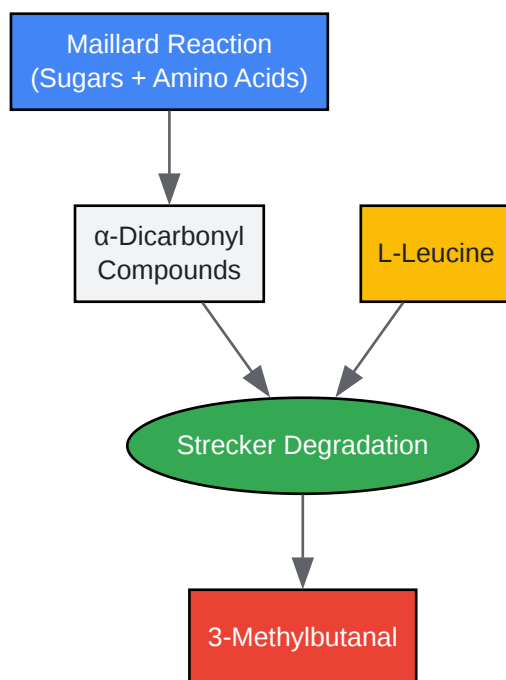 Maillard Reaction
(Sugars + Amino Acids)
α-Dicarbonyl
Compounds
L-Leucine
Strecker Degradation
3-Methylbutanal